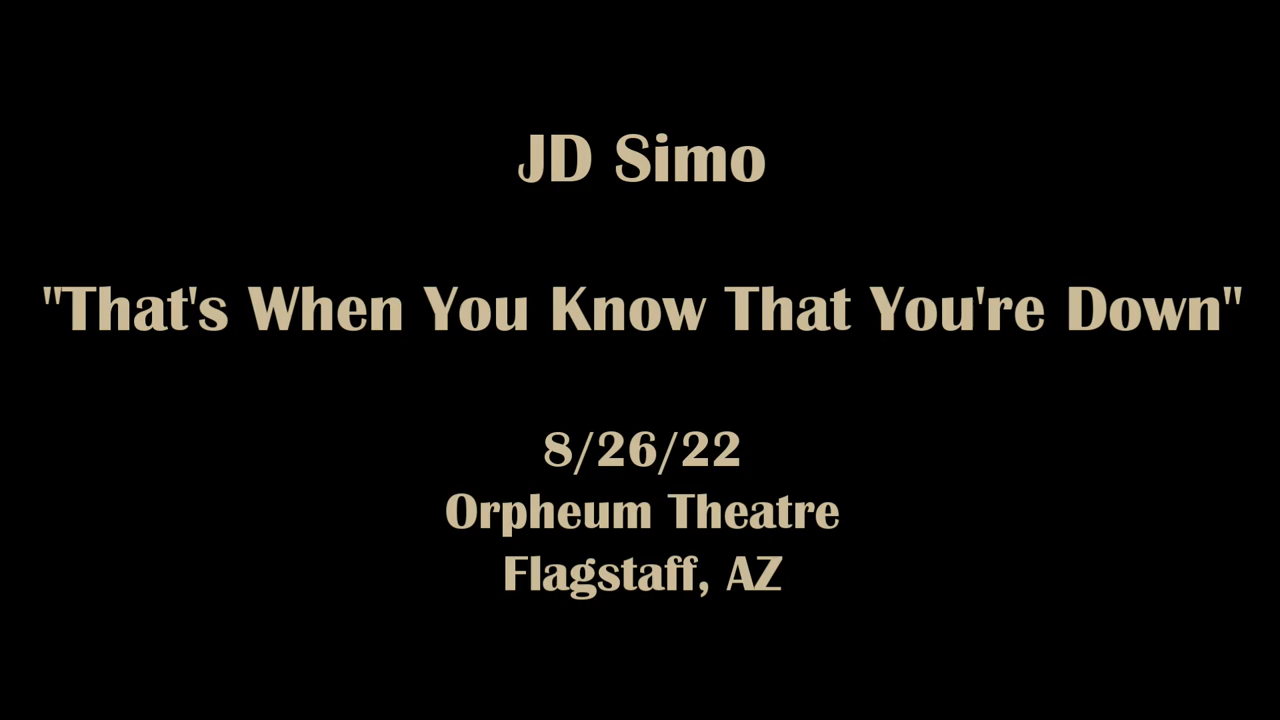 JD Simo
"That's When You Know That You're Down"
8/26/22
Orpheum Theatre
Flagstaff, AZ